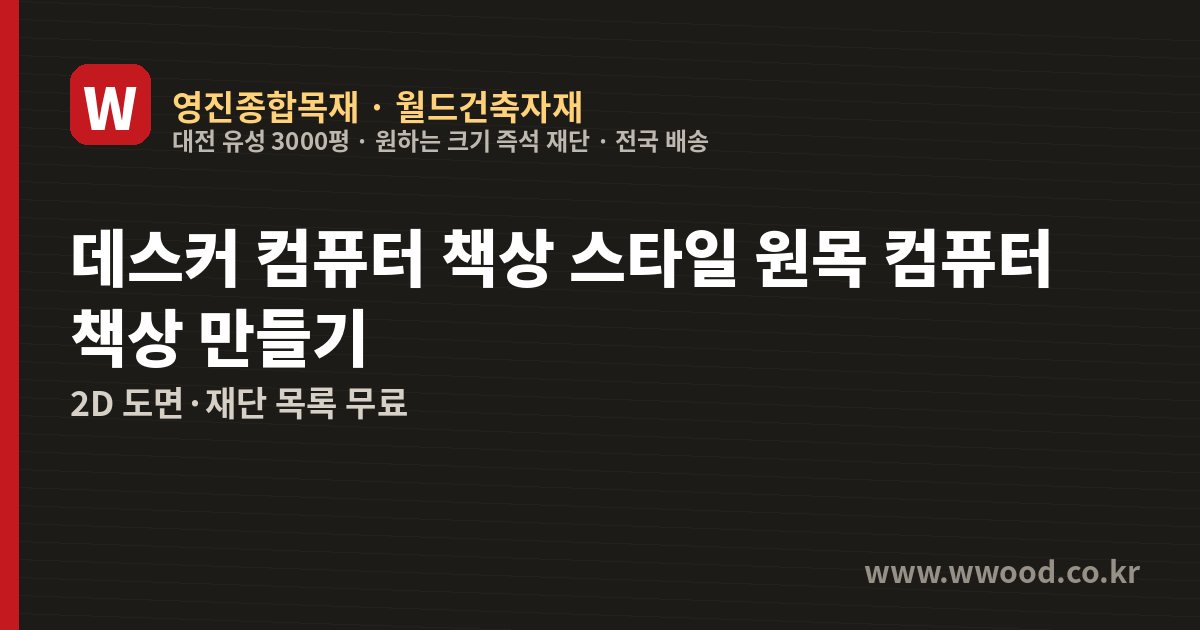 W
영진종합목재 · 월드건축자재
대전 유성 3000평 · 원하는 크기 즉석 재단 · 전국 배송
데스커 컴퓨터 책상 스타일 원목 컴퓨터
책상 만들기
2D 도면·재단 목록 무료
www.wwood.co.kr